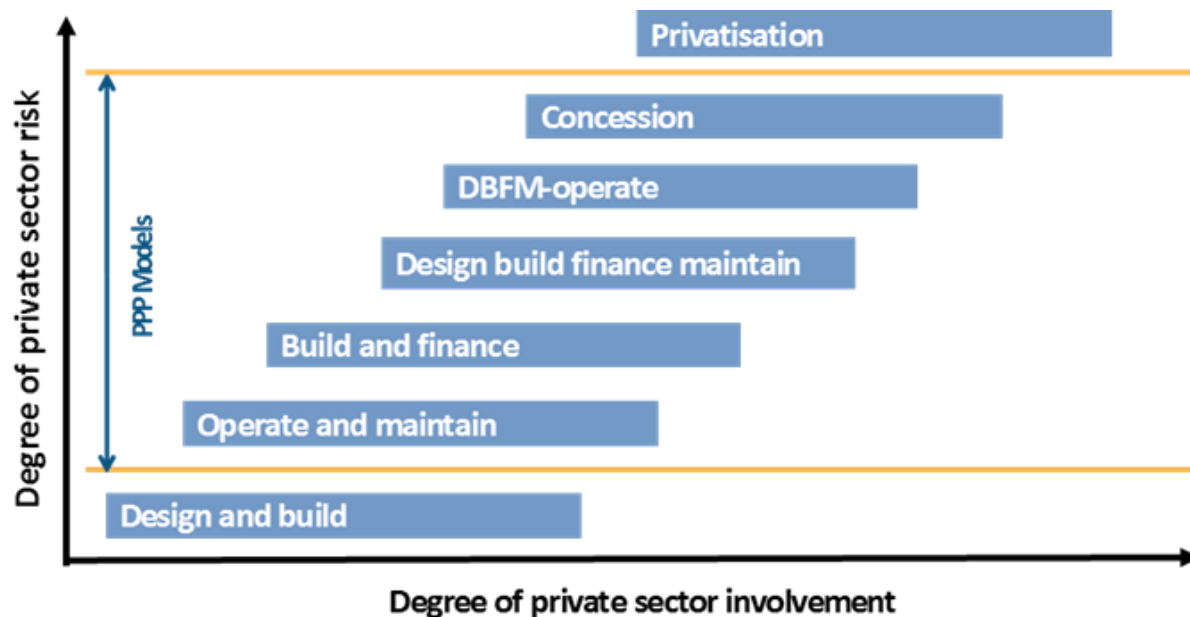 Degree of private sector risk
PPP Models
Privatisation
Concession
DBFM-operate
Design build finance maintain
Build and finance
Operate and maintain
Design and build
Degree of private sector involvement